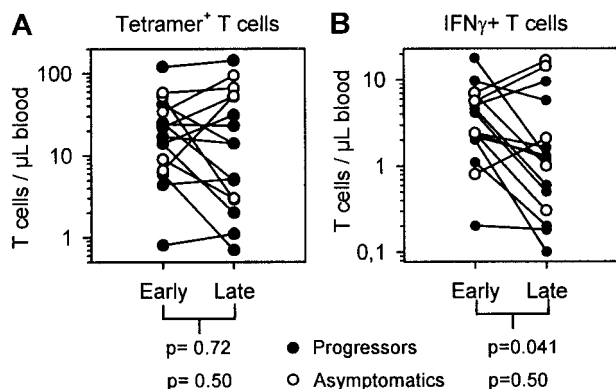 A Tetramer⁺ T cells
T cells / µL blood
100
10
1
Early Late
p= 0.72
p= 0.50
B IFNγ+ T cells
T cells / µL blood
10
1
0,1
Early Late
p=0.041
p=0.50
● Progressors
○ Asymptomatics